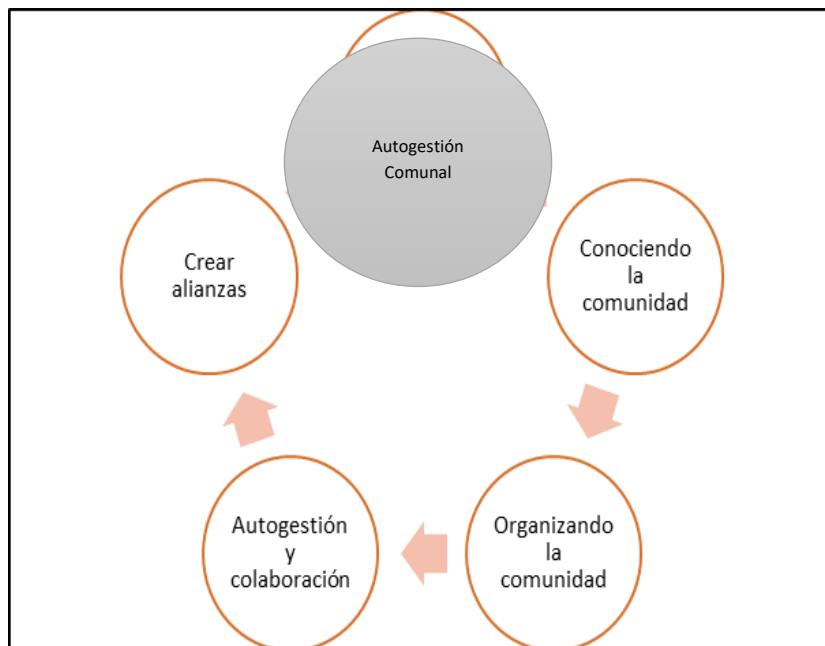 Autogestión
Comunal
Conociendo
la
comunidad
Organizando
la
comunidad
Autogestión
y
colaboración
Crear
alianzas